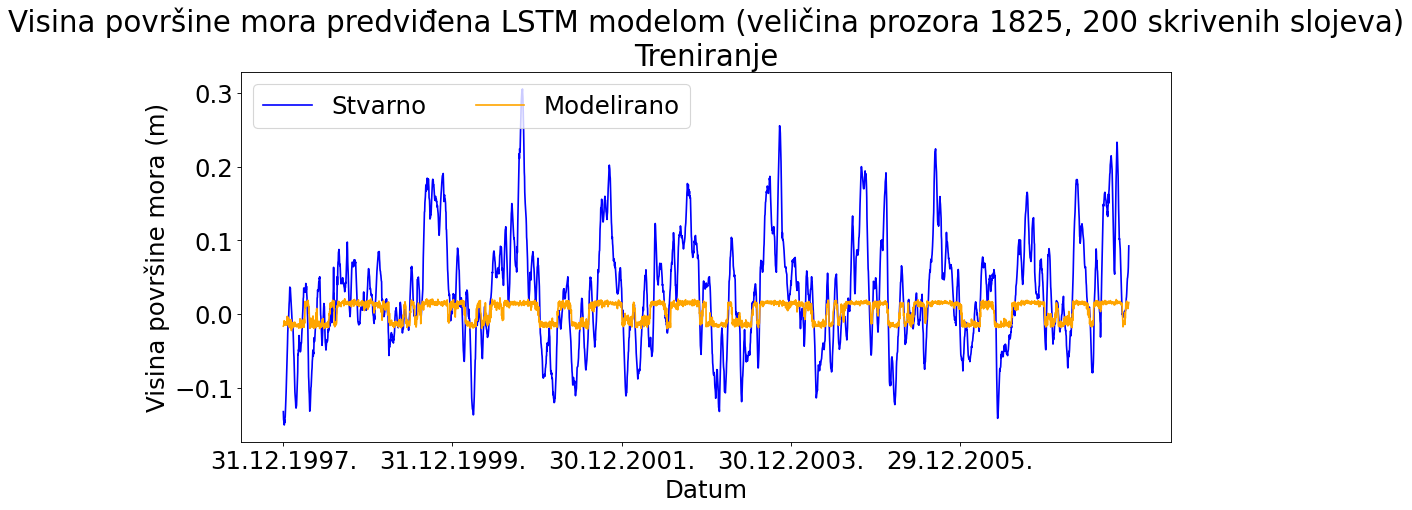 Visina površine mora predviđena LSTM modelom (veličina prozora 1825, 200 skrivenih slojeva)
Treniranje
Stvarno Modelirano
Visina površine mora (m)
0.3
0.2
0.1
0.0
−0.1
31.12.1997. 31.12.1999. 30.12.2001. 30.12.2003. 29.12.2005.
Datum